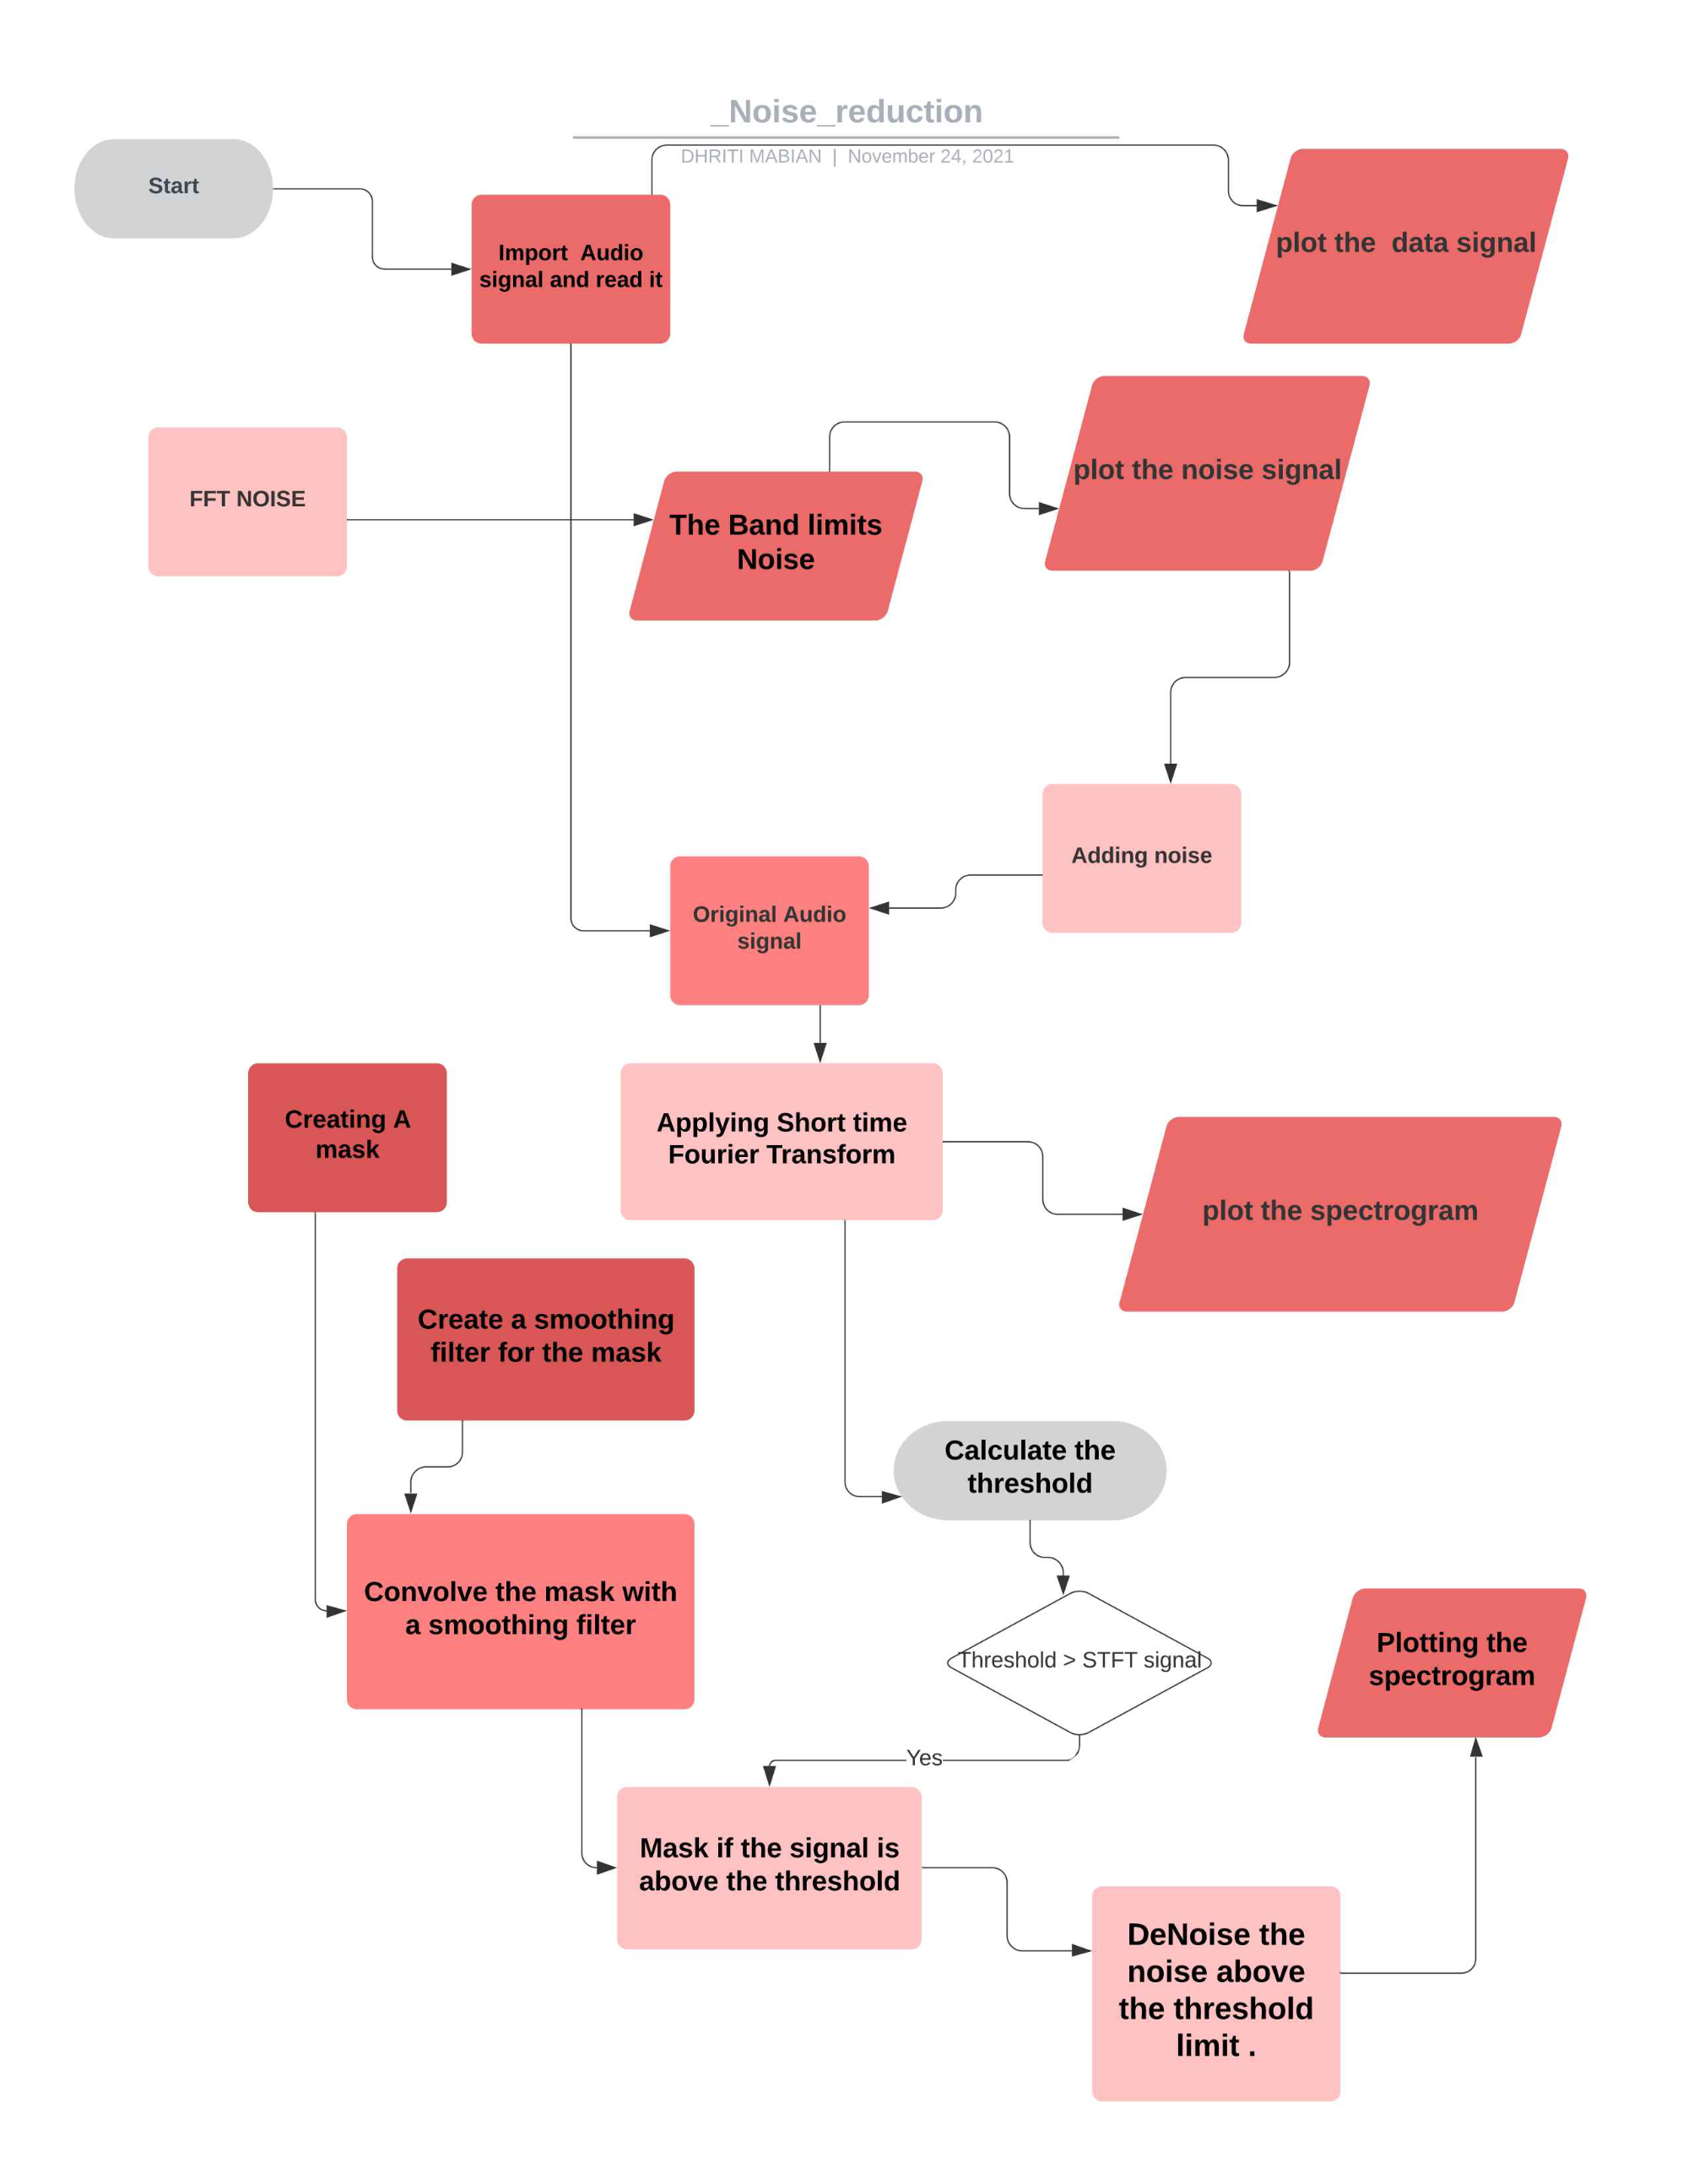 _Noise_reduction
DHRITI MABIAN | November 24, 2021
Start
Import  Audio
signal and read it
plot the  data signal
FFT NOISE
The Band limits
Noise
plot the noise signal
Adding noise
Original Audio
signal
Creating A
mask
Applying Short time
Fourier Transform
plot the spectrogram
Create a smoothing
filter for the mask
Calculate the
threshold
Convolve the mask with
a smoothing filter
Threshold > STFT signal
Plotting the
spectrogram
Yes
Mask if the signal is
above the threshold
DeNoise the
noise above
the threshold
limit .